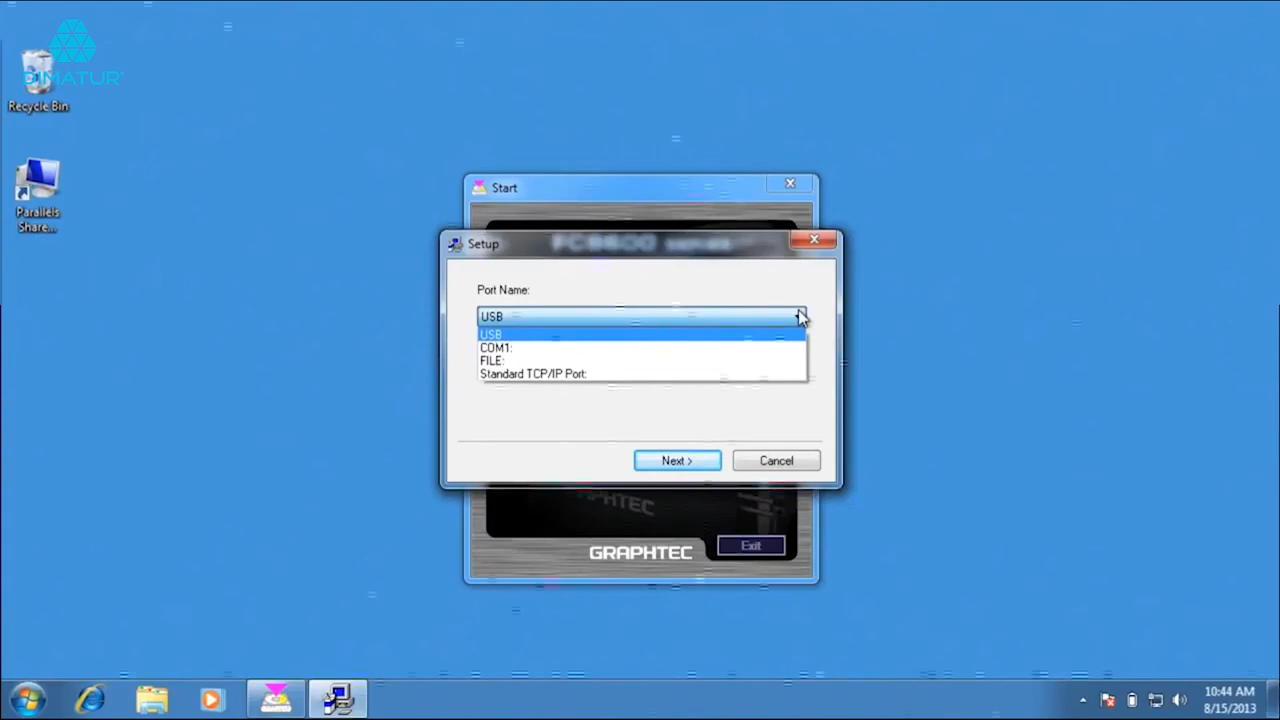 DIMATUR
Recycle Bin
Parallels
Share...
Start
Setup
Port Name:
USB
USB
COM1:
FILE:
Standard TCP/IP Port:
Next >
Cancel
GRAPHTEC
Exit
10:44 AM
8/15/2013